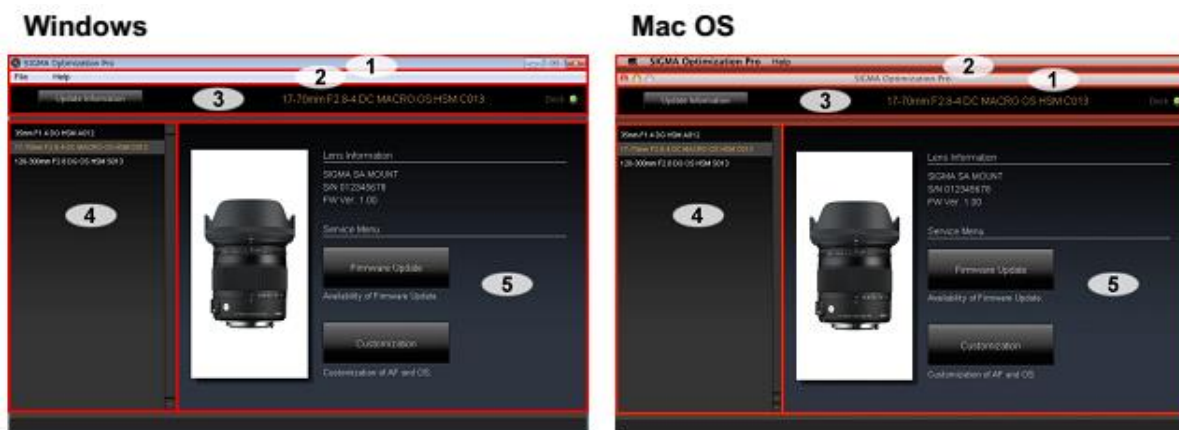 Windows
SIGMA Optimization Pro
1
File Help
2
Update Information
3
17-70mm F2.8-4 DC MACRO OS HSM C013
Dock
35mm F1.4 DG HSM A012
17-70mm F2.8-4 DC MACRO OS HSM C013
120-300mm F2.8 DG OS HSM S013
4
Lens Information
SIGMA SA MOUNT
S/N 012345678
FW Ver. 1.00
Service Menu
Firmware Update
5
Availability of Firmware Update.
Customization
Customization of AF and OS.
Mac OS
SIGMA Optimization Pro Help
2
SIGMA Optimization Pro
1
Update Information
3
17-70mm F2.8-4 DC MACRO OS HSM C013
Dock
35mm F1.4 DG HSM A012
17-70mm F2.8-4 DC MACRO OS HSM C013
120-300mm F2.8 DG OS HSM S013
4
Lens Information
SIGMA SA MOUNT
S/N 012345678
FW Ver. 1.00
Service Menu
Firmware Update
5
Availability of Firmware Update.
Customization
Customization of AF and OS.